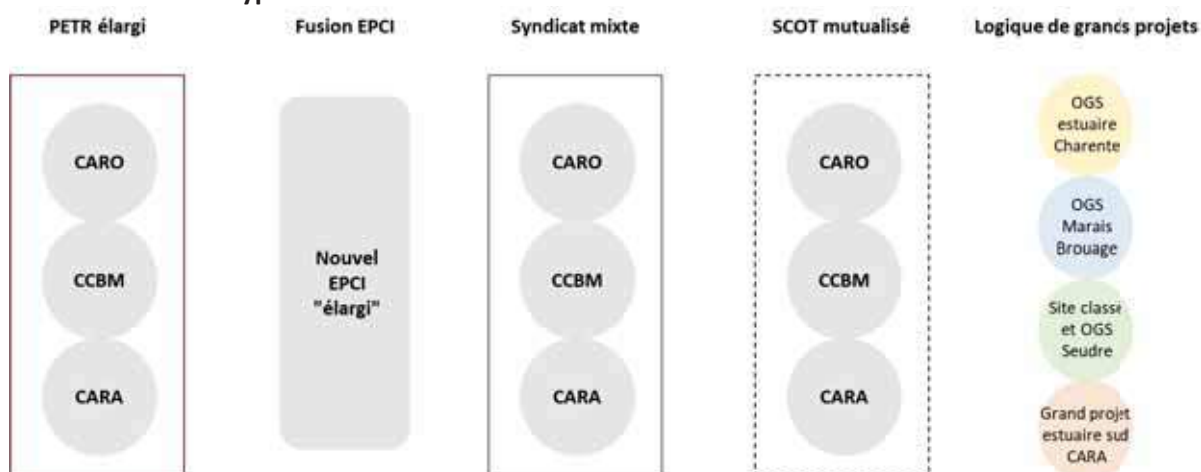 PETR élargi
Fusion EPCI
Syndicat mixte
SCOT mutualisé
Logique de grands projets
CARO
CCBM
CARA
Nouvel
EPCI
"élargi"
CARO
CCBM
CARA
CARO
CCBM
CARA
OGS
estuaire
Charente
OGS
Marais
Brouage
Site classé
et OGS
Seudre
Grand projet
estuaire sud
CARA